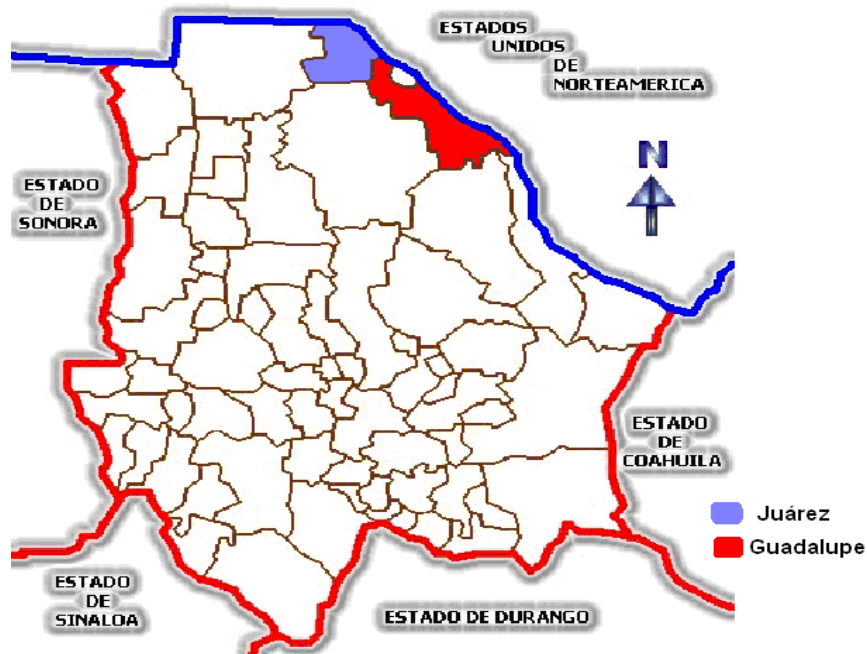 ESTADOS
UNIDOS
DE
NORTEAMERICA
N
ESTADO
DE
SONORA
ESTADO
DE
COAHUILA
Juárez
Guadalupe
ESTADO
DE
SINALOA
ESTADO DE DURANGO